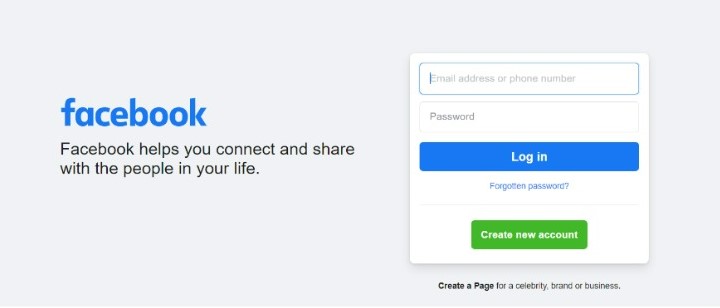 facebook
Facebook helps you connect and share
with the people in your life.
Email address or phone number
Password
Log in
Forgotten password?
Create new account
Create a Page for a celebrity, brand or business.